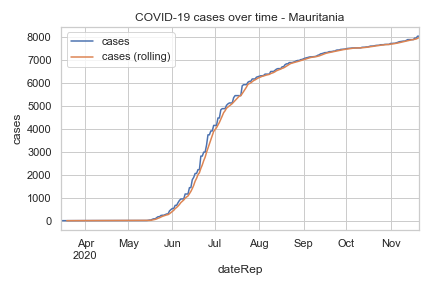 COVID-19 cases over time - Mauritania
cases
cases (rolling)
8000
7000
6000
5000
4000
3000
2000
1000
0
cases
Apr
2020
May
Jun
Jul
Aug
Sep
Oct
Nov
dateRep